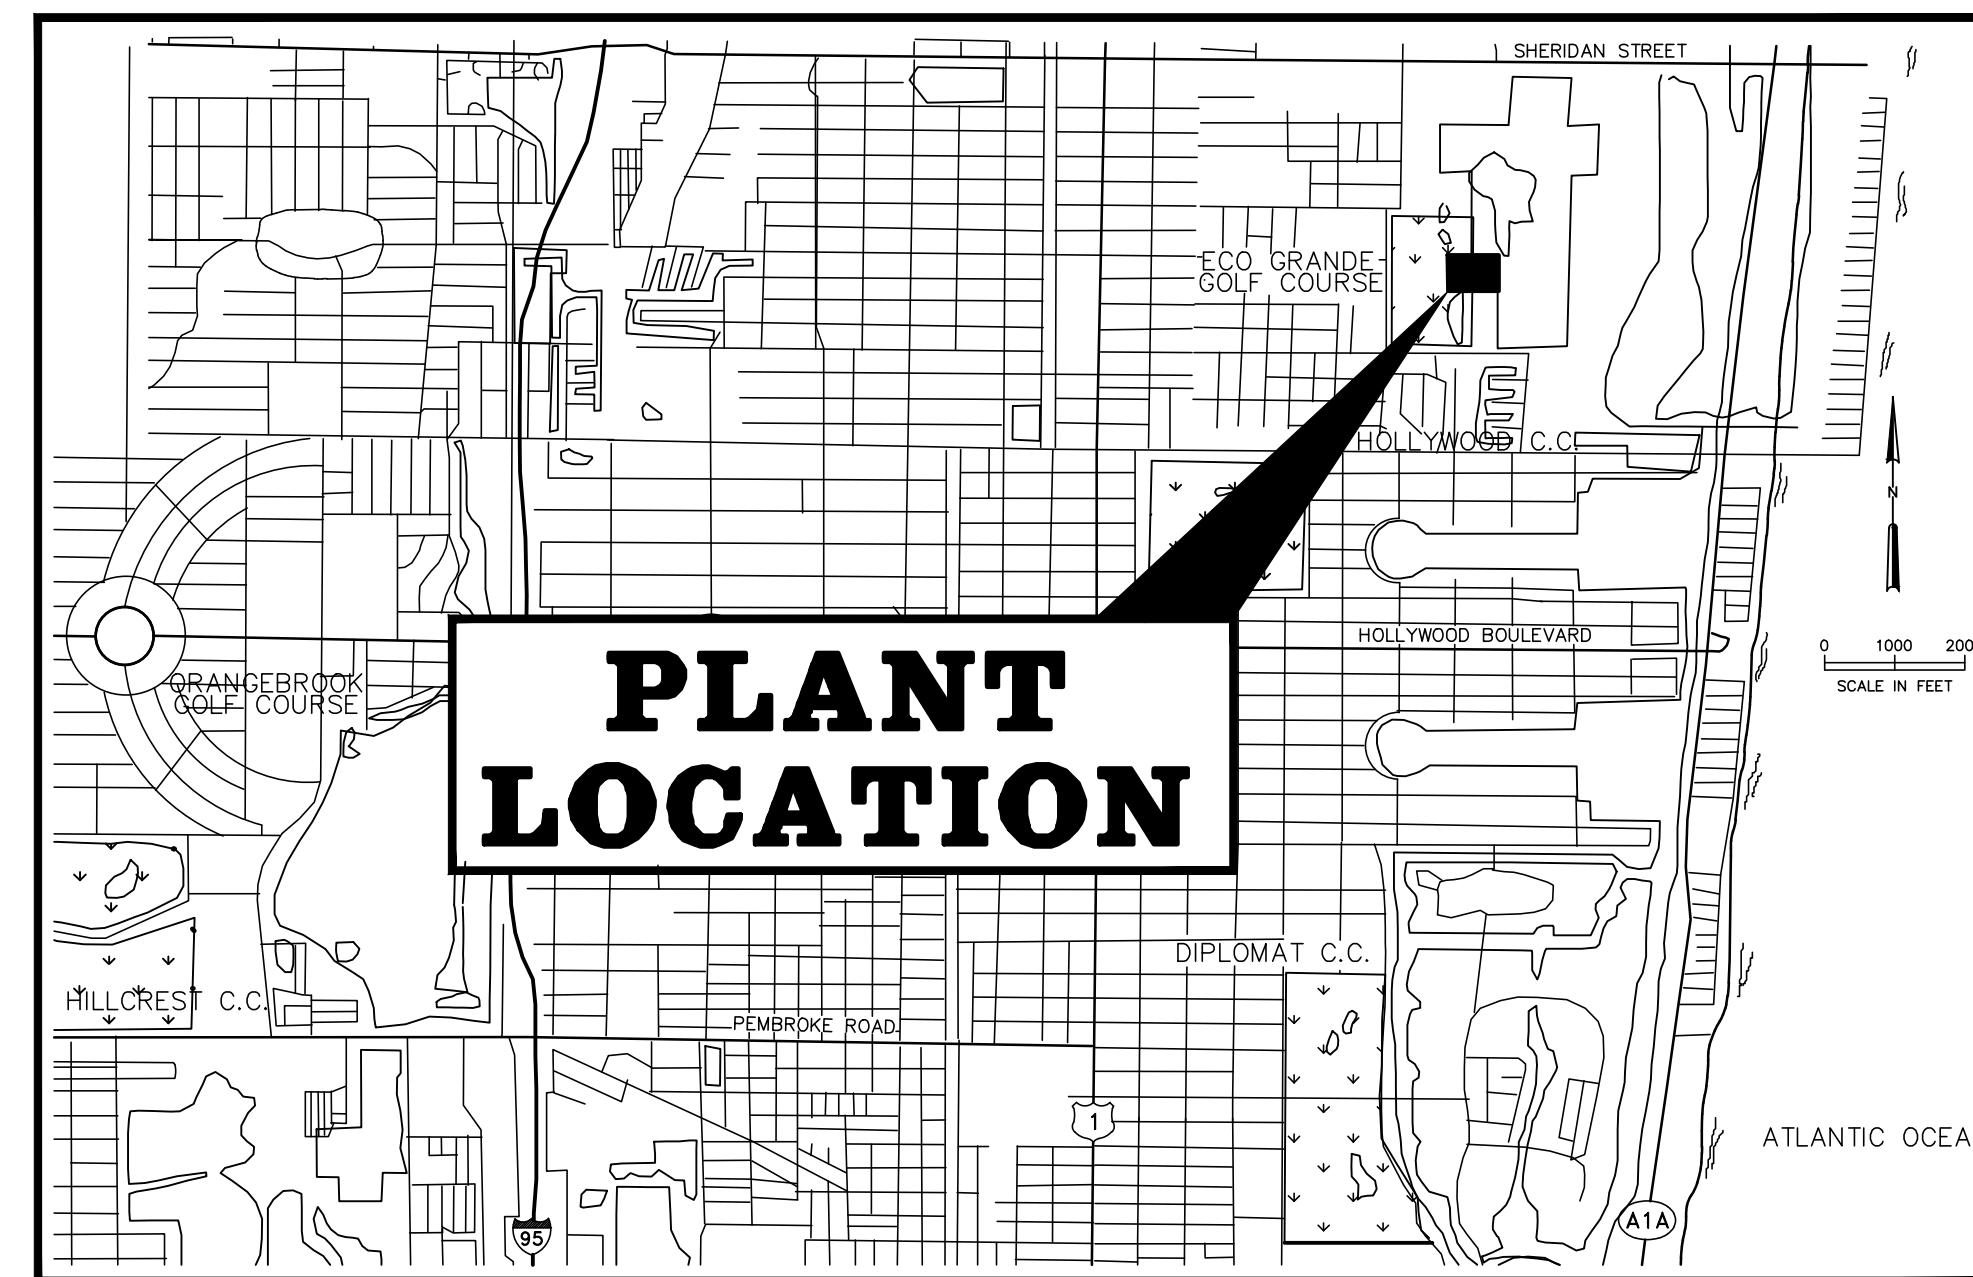 SHERIDAN STREET
ECO GRANDE
GOLF COURSE
HOLLYWOOD C.C.
N
HOLLYWOOD BOULEVARD
0 1000 200
SCALE IN FEET
PLANT
LOCATION
ORANGEBROOK
GOLF COURSE
DIPLOMAT C.C.
HILLCREST C.C.
PEMBROKE ROAD
1
ATLANTIC OCEA
A1A
95